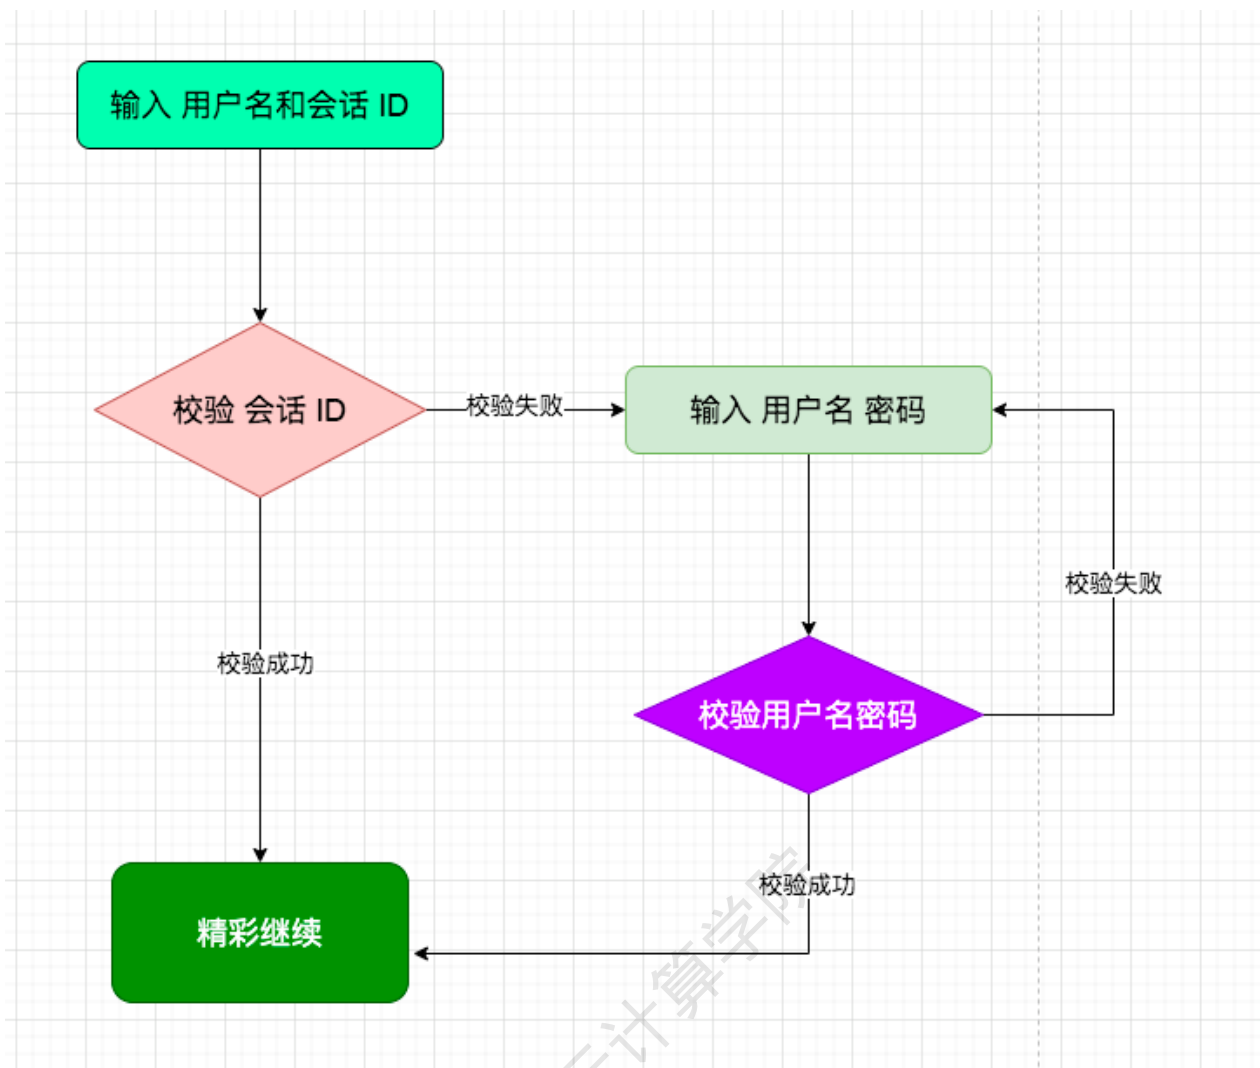 输入 用户名和会话 ID
校验 会话 ID
校验失败
输入 用户名 密码
校验失败
校验成功
校验用户名密码
校验成功
精彩继续
计算学院